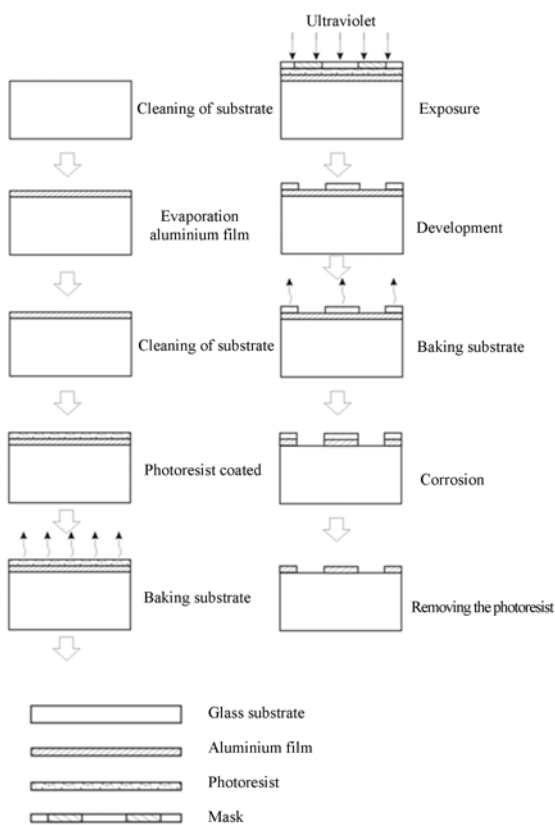 Cleaning of substrate
Evaporation
aluminium film
Cleaning of substrate
Photoresist coated
Baking substrate
Ultraviolet
Exposure
Development
Baking substrate
Corrosion
Removing the photoresist
Glass substrate
Aluminium film
Photoresist
Mask